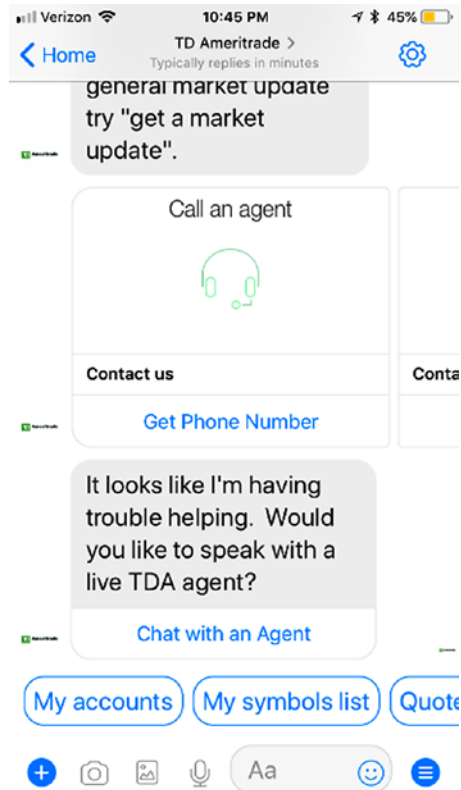 Verizon 10:45 PM 45%
Home TD Ameritrade >
Typically replies in minutes
general market update
try "get a market
update".
Call an agent
Contact us
Conta
Get Phone Number
It looks like I'm having
trouble helping. Would
you like to speak with a
live TDA agent?
Chat with an Agent
My accounts My symbols list Quote
Aa